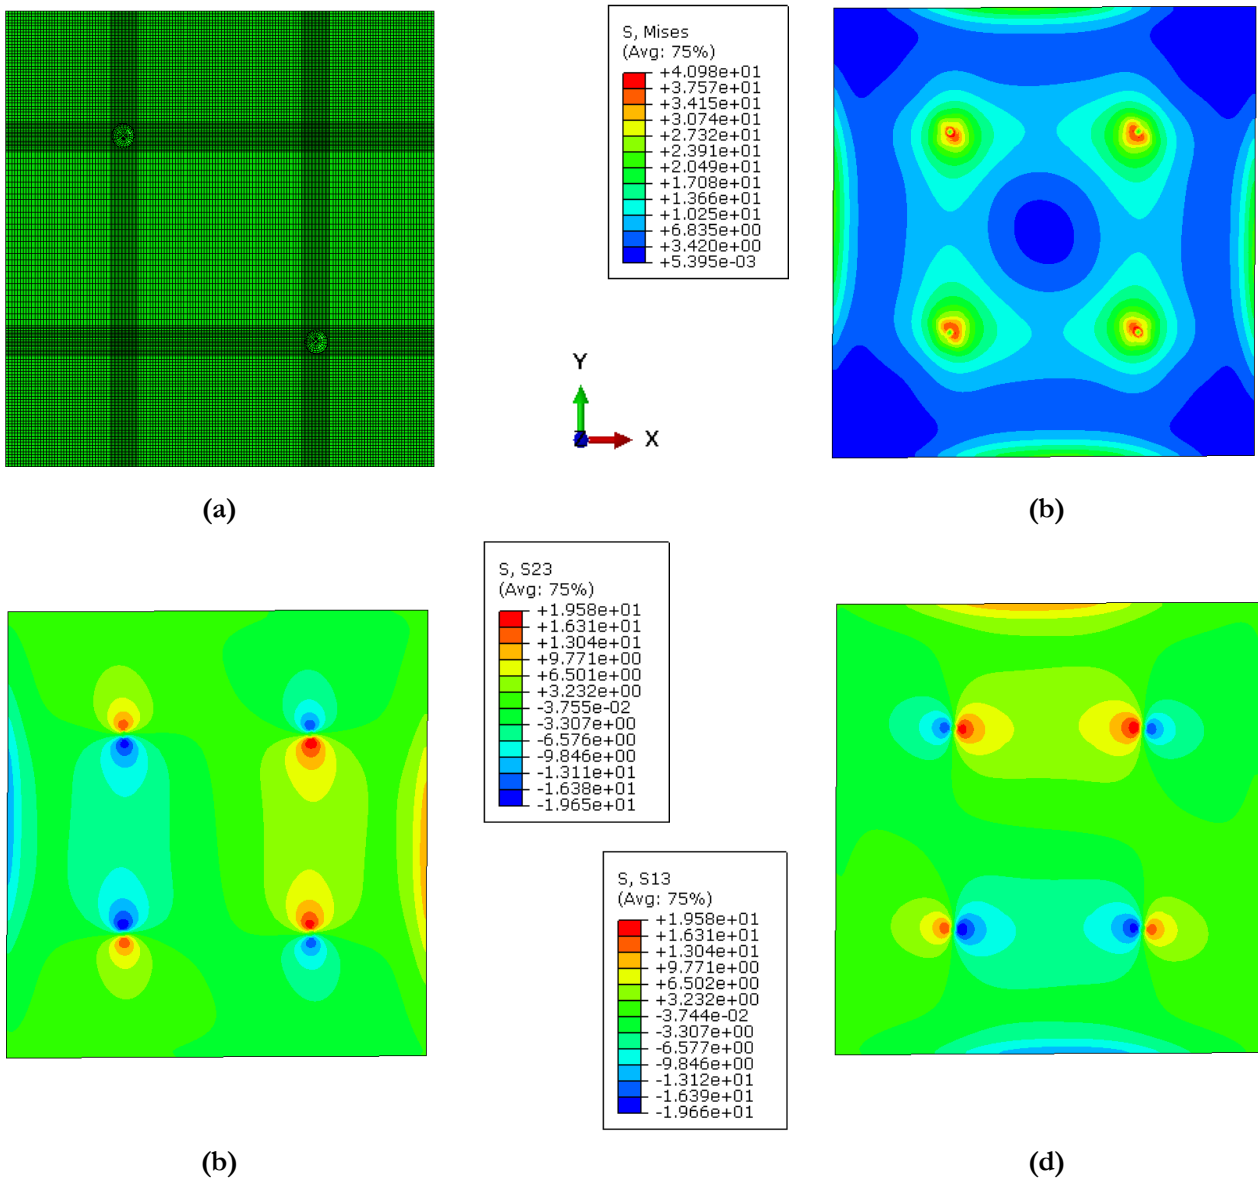 S, Mises
(Avg: 75%)
+4.098e+01
+3.757e+01
+3.415e+01
+3.074e+01
+2.732e+01
+2.391e+01
+2.049e+01
+1.708e+01
+1.366e+01
+1.025e+01
+6.835e+00
+3.420e+00
+5.395e-03
Y
X
(a)
(b)
S, S23
(Avg: 75%)
+1.958e+01
+1.631e+01
+1.304e+01
+9.771e+00
+6.501e+00
+3.232e+00
-3.755e-02
-3.307e+00
-6.576e+00
-9.846e+00
-1.311e+01
-1.638e+01
-1.965e+01
S, S13
(Avg: 75%)
+1.958e+01
+1.631e+01
+1.304e+01
+9.771e+00
+6.502e+00
+3.232e+00
-3.744e-02
-3.307e+00
-6.577e+00
-9.846e+00
-1.312e+01
-1.639e+01
-1.966e+01
(b)
(d)